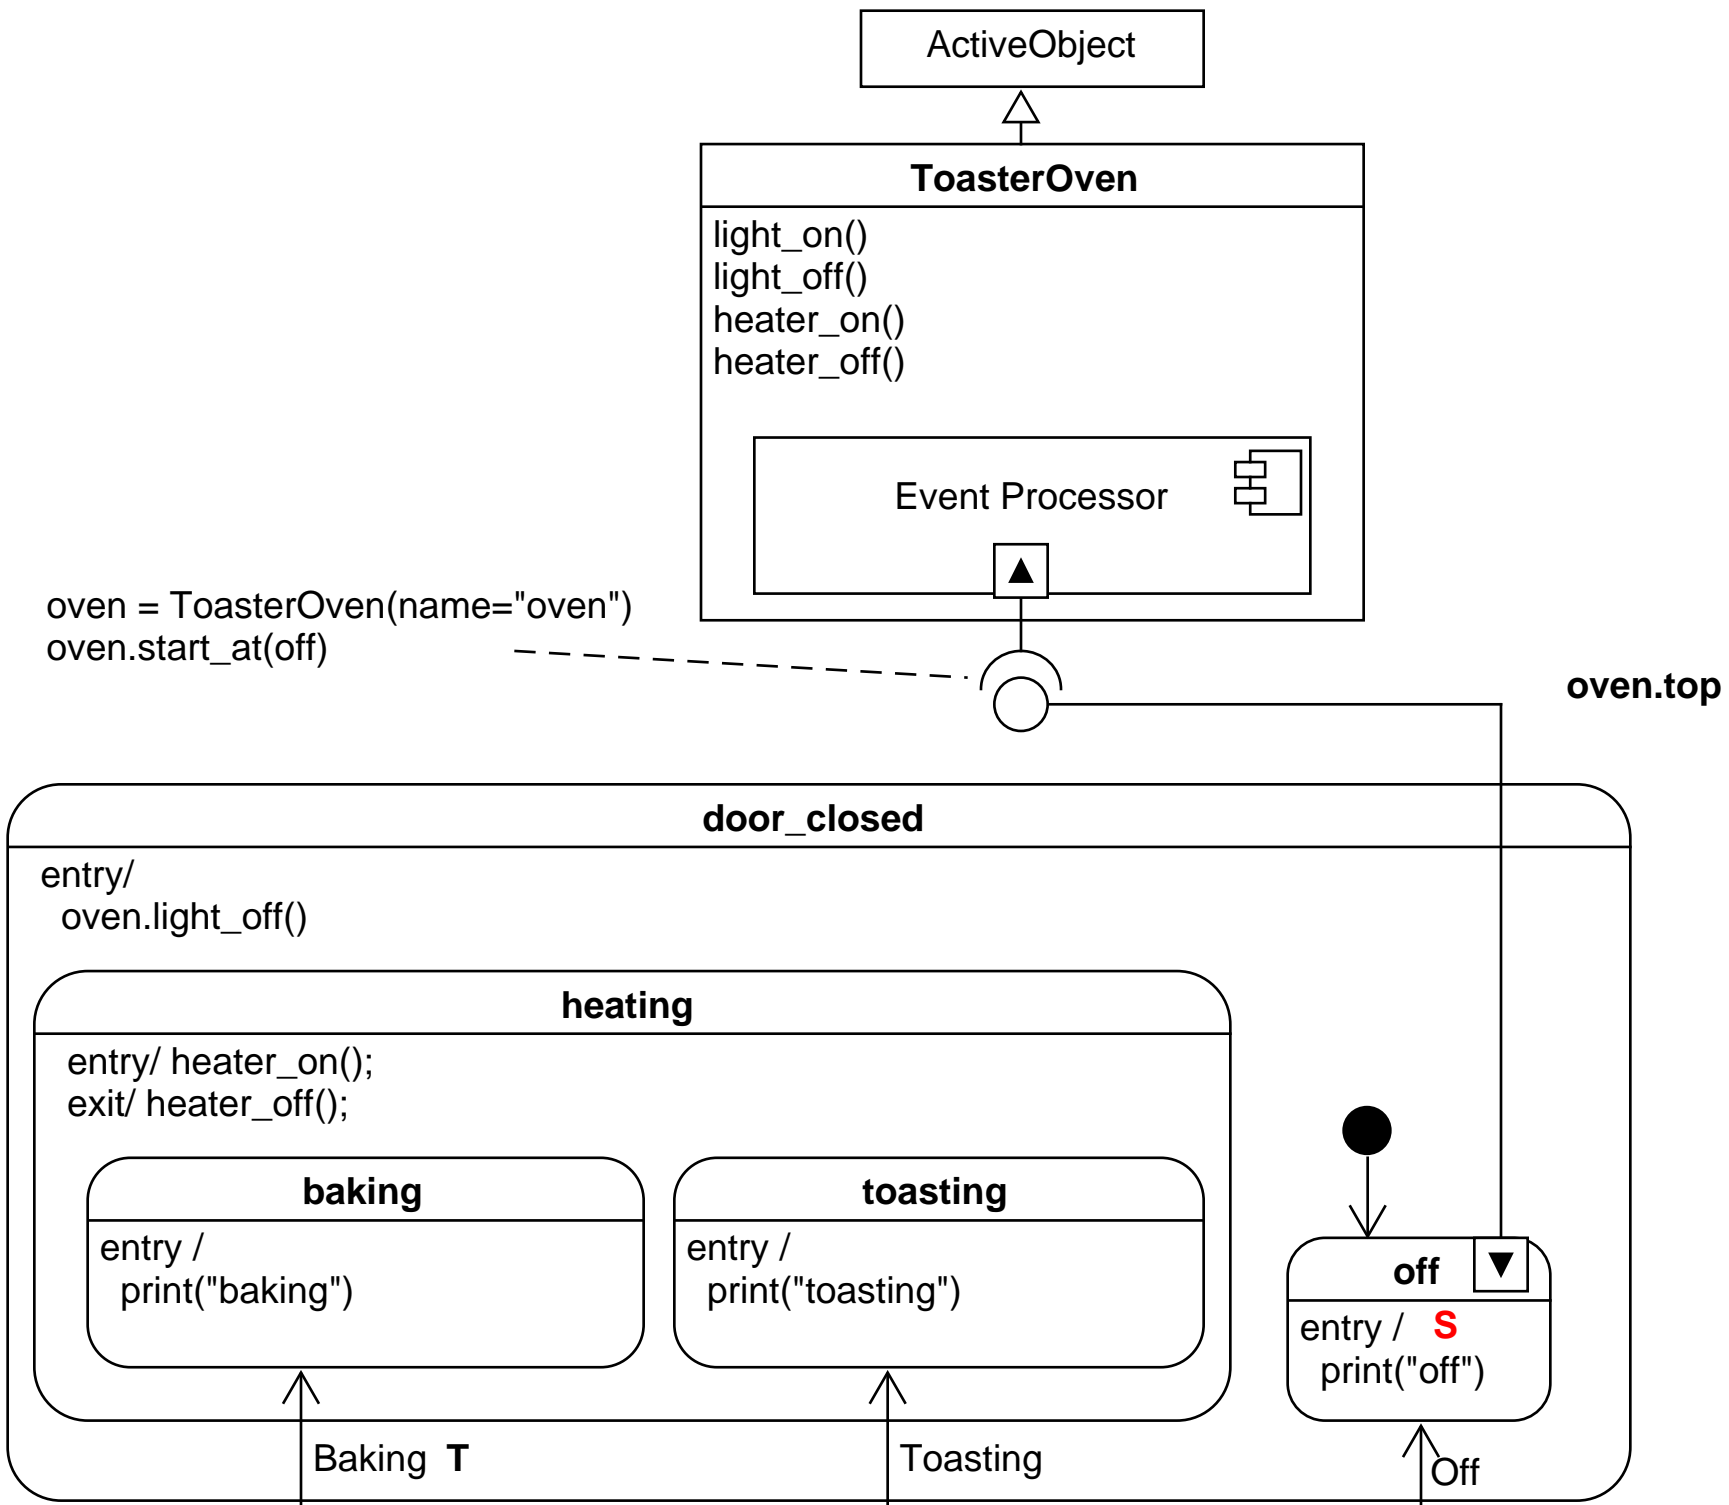 ActiveObject
ToasterOven
light_on()
light_off()
heater_on()
heater_off()
Event Processor
oven = ToasterOven(name="oven")
oven.start_at(off)
oven.top
door_closed
entry/
oven.light_off()
heating
entry/ heater_on();
exit/ heater_off();
baking
entry /
print("baking")
toasting
entry /
print("toasting")
off
entry / S
print("off")
Baking T
Toasting
Off